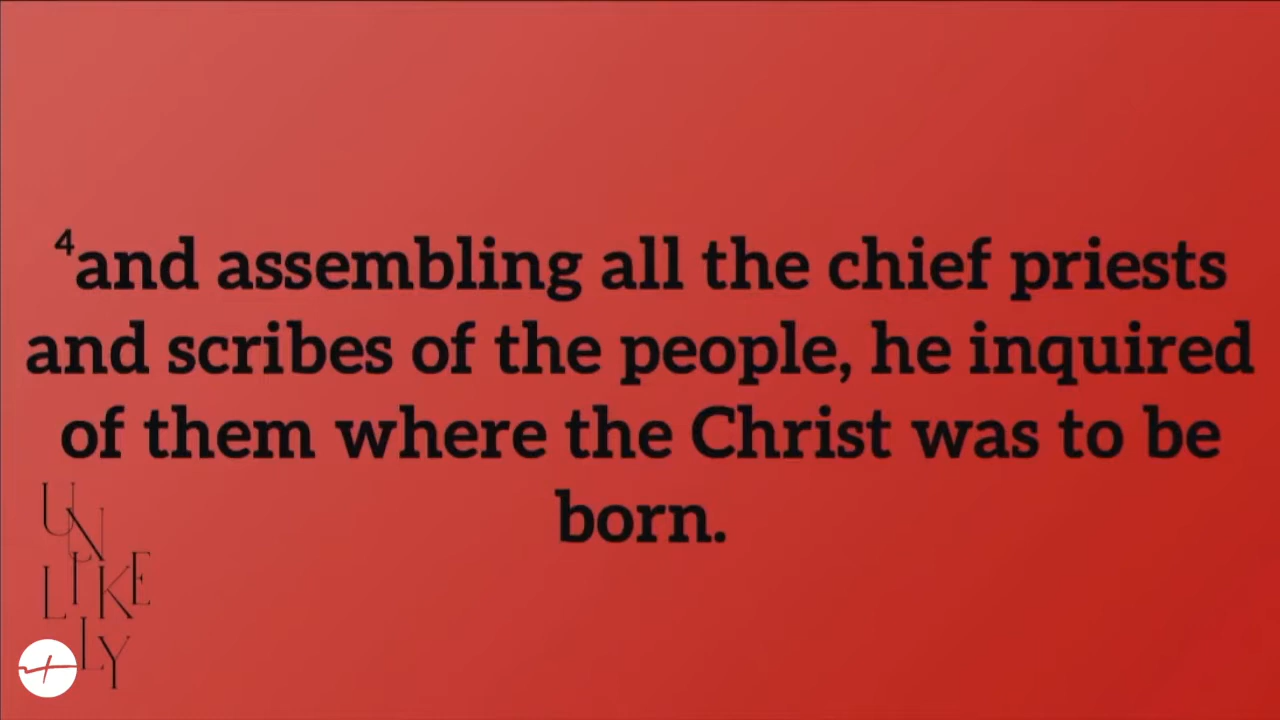 ⁴and assembling all the chief priests
and scribes of the people, he inquired
of them where the Christ was to be
born.
UN
LIKE
LY